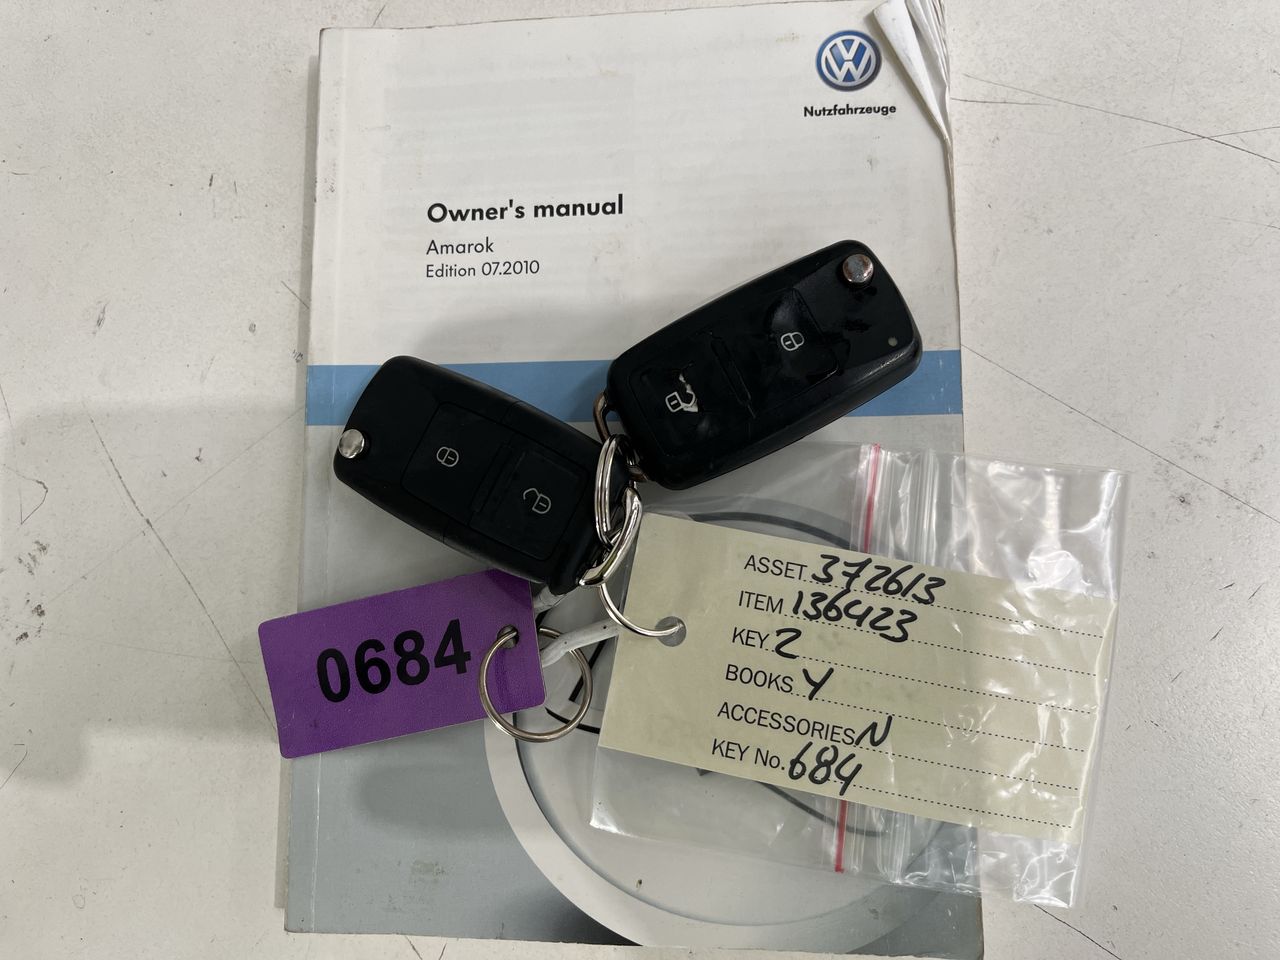 Nutzfahrzeuge
Owner's manual
Amarok
Edition 07.2010
0684
ASSET 372613
ITEM 136423
KEY 2
BOOKS Y
ACCESSORIES N
KEY No. 684